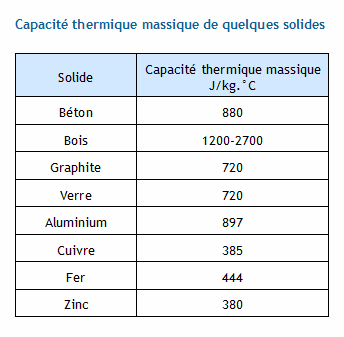 Capacité thermique massique de quelques solides
Solide
Capacité thermique massique
J/kg.°C
Béton 880
Bois 1200-2700
Graphite 720
Verre 720
Aluminium 897
Cuivre 385
Fer 444
Zinc 380